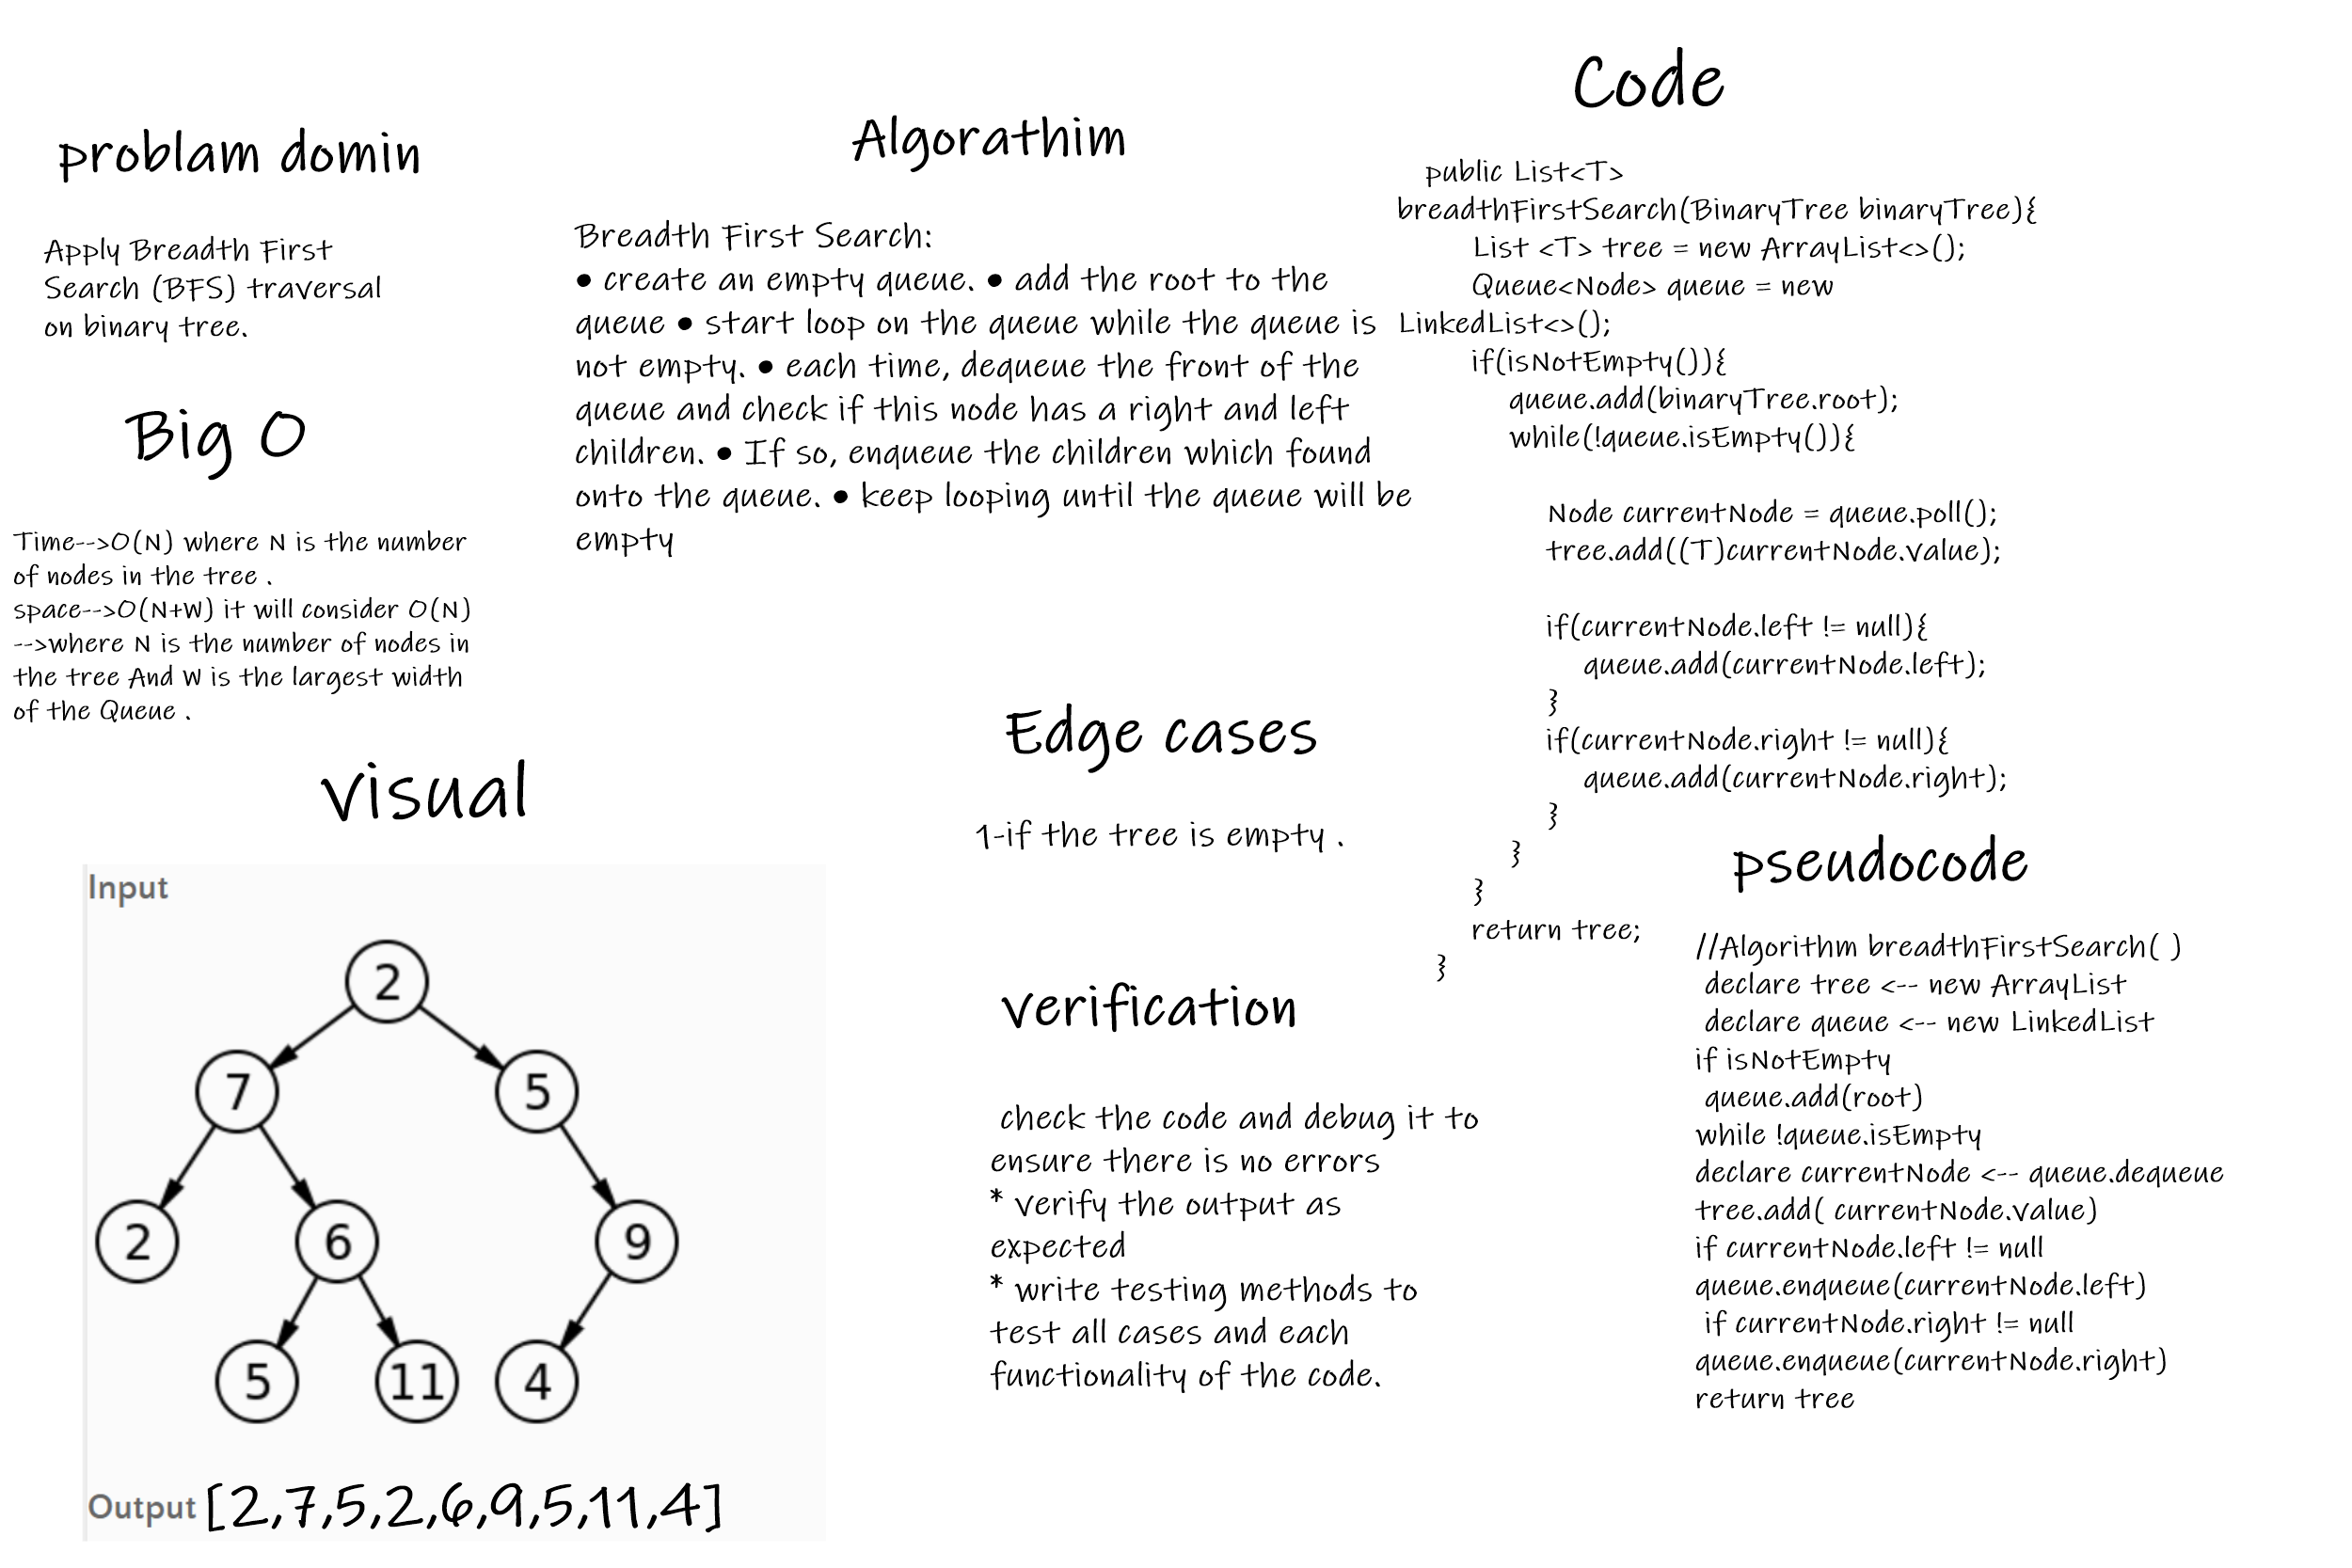 problam domin
Apply Breadth First
Search (BFS) traversal
on binary tree.
Big O
Time-->O(N) where N is the number
of nodes in the tree .
space-->O(N+W) it will consider O(N)
-->where N is the number of nodes in
the tree And W is the largest width
of the Queue .
Algorathim
Breadth First Search:
• create an empty queue. • add the root to the
queue • start loop on the queue while the queue is
not empty. • each time, dequeue the front of the
queue and check if this node has a right and left
children. • If so, enqueue the children which found
onto the queue. • keep looping until the queue will be
empty
Code
public List<T>
breadthFirstSearch(BinaryTree binaryTree){
List <T> tree = new ArrayList<>();
Queue<Node> queue = new
LinkedList<>();
if(isNotEmpty()){
queue.add(binaryTree.root);
while(!queue.isEmpty()){
Node currentNode = queue.poll();
tree.add((T)currentNode.value);
if(currentNode.left != null){
queue.add(currentNode.left);
}
if(currentNode.right != null){
queue.add(currentNode.right);
}
}
}
return tree;
}
visual
Input
2
7
5
2
6
9
5
11
4
Output [2,7,5,2,6,9,5,11,4]
Edge cases
1-if the tree is empty .
verification
check the code and debug it to
ensure there is no errors
* verify the output as
expected
* write testing methods to
test all cases and each
functionality of the code.
pseudocode
//Algorithm breadthFirstSearch( )
declare tree <-- new ArrayList
declare queue <-- new LinkedList
if isNotEmpty
queue.add(root)
while !queue.isEmpty
declare currentNode <-- queue.dequeue
tree.add( currentNode.value)
if currentNode.left != null
queue.enqueue(currentNode.left)
if currentNode.right != null
queue.enqueue(currentNode.right)
return tree